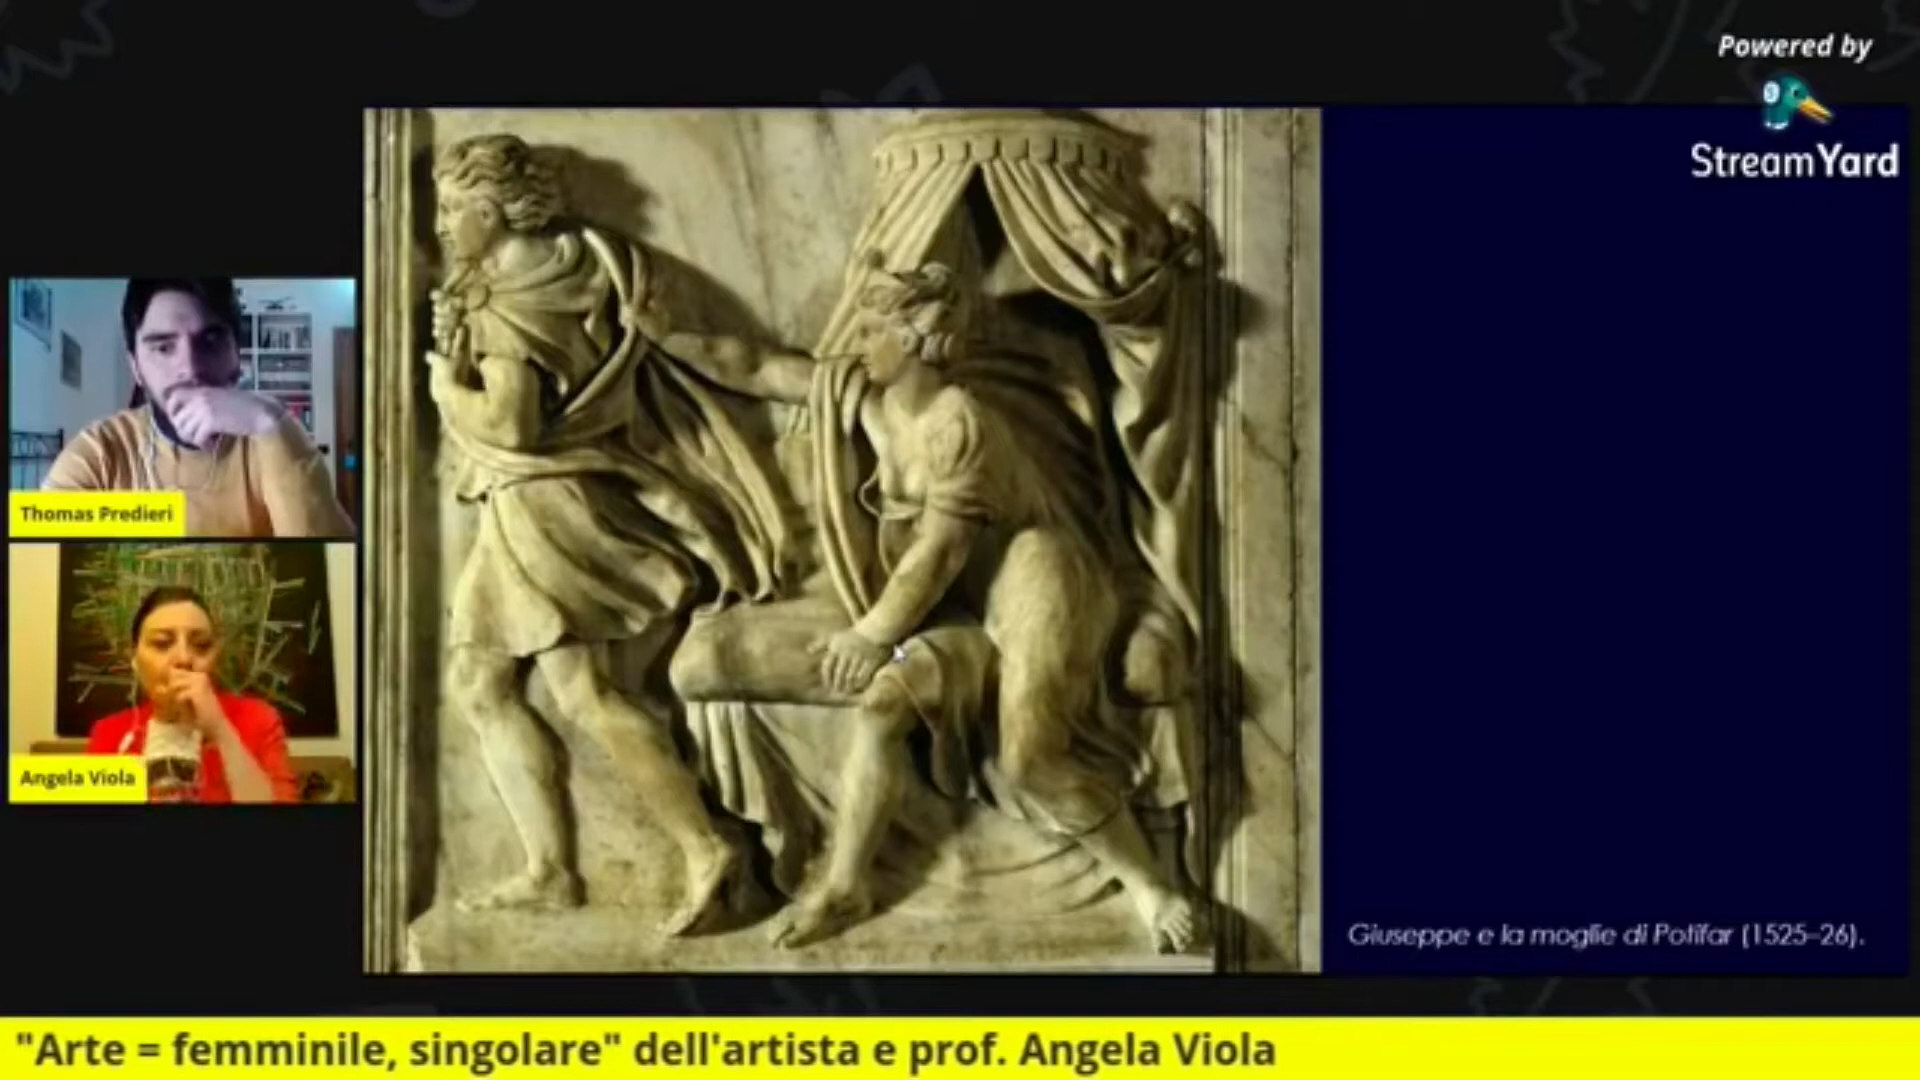 Powered by
StreamYard
Thomas Predieri
Angela Viola
Giuseppe e la moglie di Potifar (1525–26).
"Arte = femminile, singolare" dell'artista e prof. Angela Viola